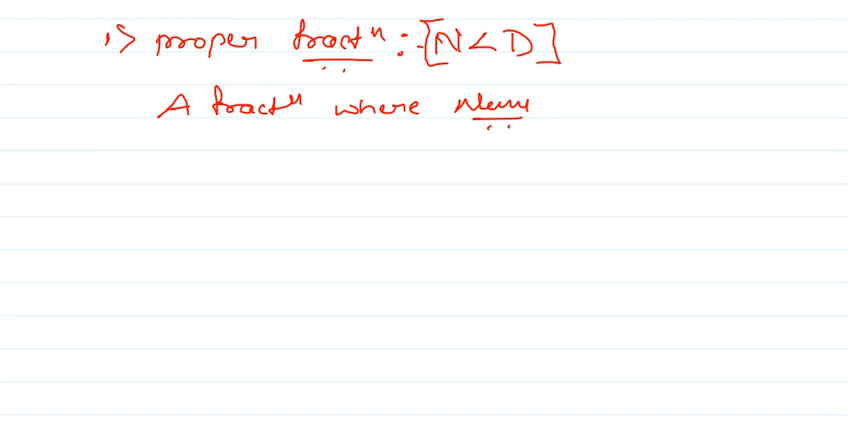 1> proper fractⁿ :- [N < D]
A fractⁿ where Num